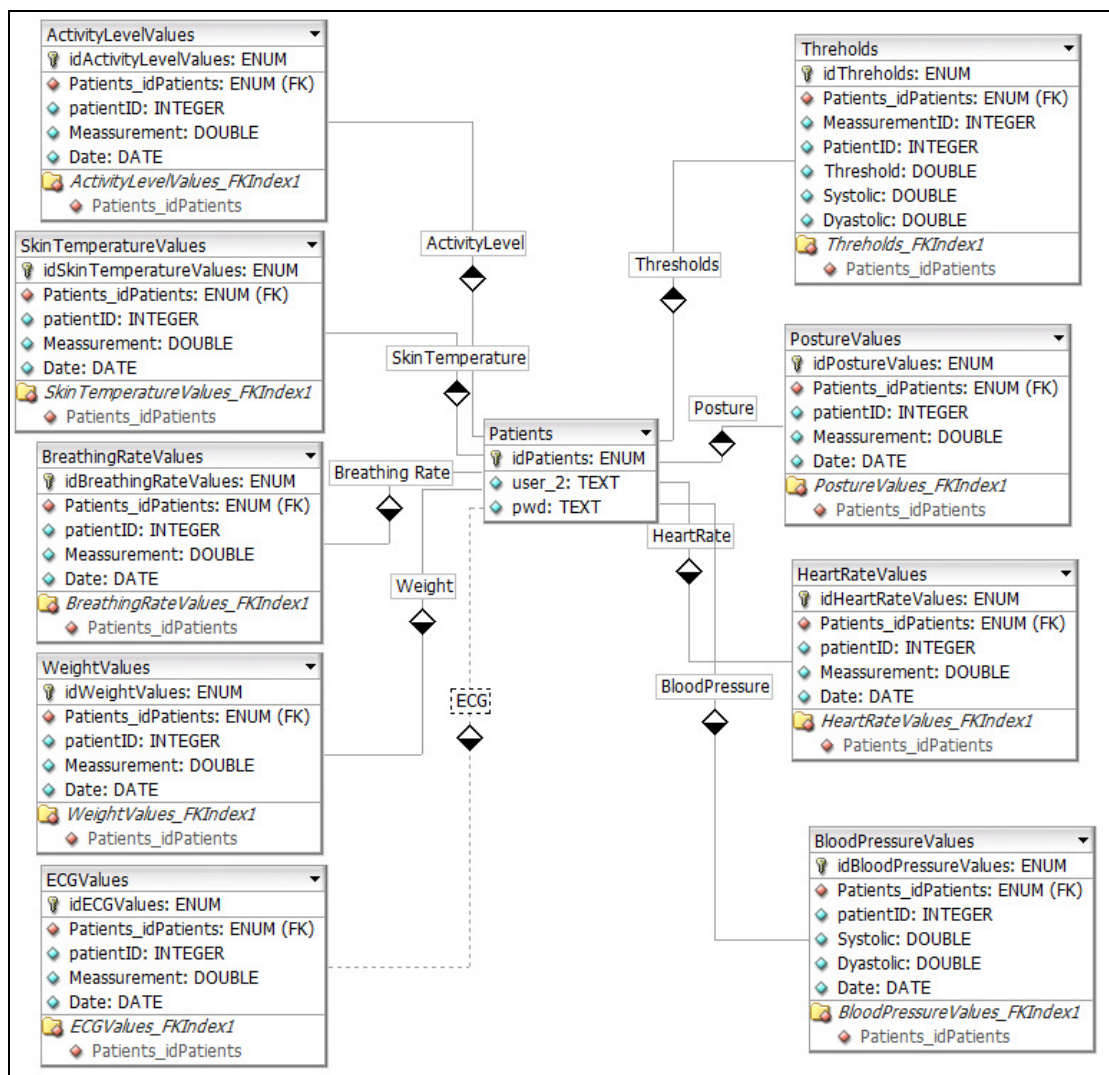 ActivityLevelValues
idActivityLevelValues: ENUM
Patients_idPatients: ENUM (FK)
patientID: INTEGER
Meassurement: DOUBLE
Date: DATE
ActivityLevelValues_FKIndex1
Patients_idPatients
SkinTemperatureValues
idSkinTemperatureValues: ENUM
Patients_idPatients: ENUM (FK)
patientID: INTEGER
Meassurement: DOUBLE
Date: DATE
SkinTemperatureValues_FKIndex1
Patients_idPatients
BreathingRateValues
idBreathingRateValues: ENUM
Patients_idPatients: ENUM (FK)
patientID: INTEGER
Meassurement: DOUBLE
Date: DATE
BreathingRateValues_FKIndex1
Patients_idPatients
WeightValues
idWeightValues: ENUM
Patients_idPatients: ENUM (FK)
patientID: INTEGER
Measurement: DOUBLE
Date: DATE
WeightValues_FKIndex1
Patients_idPatients
ECGValues
idECGValues: ENUM
Patients_idPatients: ENUM (FK)
patientID: INTEGER
Meassurement: DOUBLE
Date: DATE
ECGValues_FKIndex1
Patients_idPatients
ActivityLevel
SkinTemperature
Breathing Rate
Weight
ECG
Patients
idPatients: ENUM
user_2: TEXT
pwd: TEXT
Thresholds
Posture
HeartRate
BloodPressure
Threholds
idThreholds: ENUM
Patients_idPatients: ENUM (FK)
MeassurementID: INTEGER
PatientID: INTEGER
Threshold: DOUBLE
Systolic: DOUBLE
Dyastolic: DOUBLE
Threholds_FKIndex1
Patients_idPatients
PostureValues
idPostureValues: ENUM
Patients_idPatients: ENUM (FK)
patientID: INTEGER
Measurement: DOUBLE
Date: DATE
PostureValues_FKIndex1
Patients_idPatients
HeartRateValues
idHeartRateValues: ENUM
Patients_idPatients: ENUM (FK)
patientID: INTEGER
Measurement: DOUBLE
Date: DATE
HeartRateValues_FKIndex1
Patients_idPatients
BloodPressureValues
idBloodPressureValues: ENUM
Patients_idPatients: ENUM (FK)
patientID: INTEGER
Systolic: DOUBLE
Dyastolic: DOUBLE
Date: DATE
BloodPressureValues_FKIndex1
Patients_idPatients